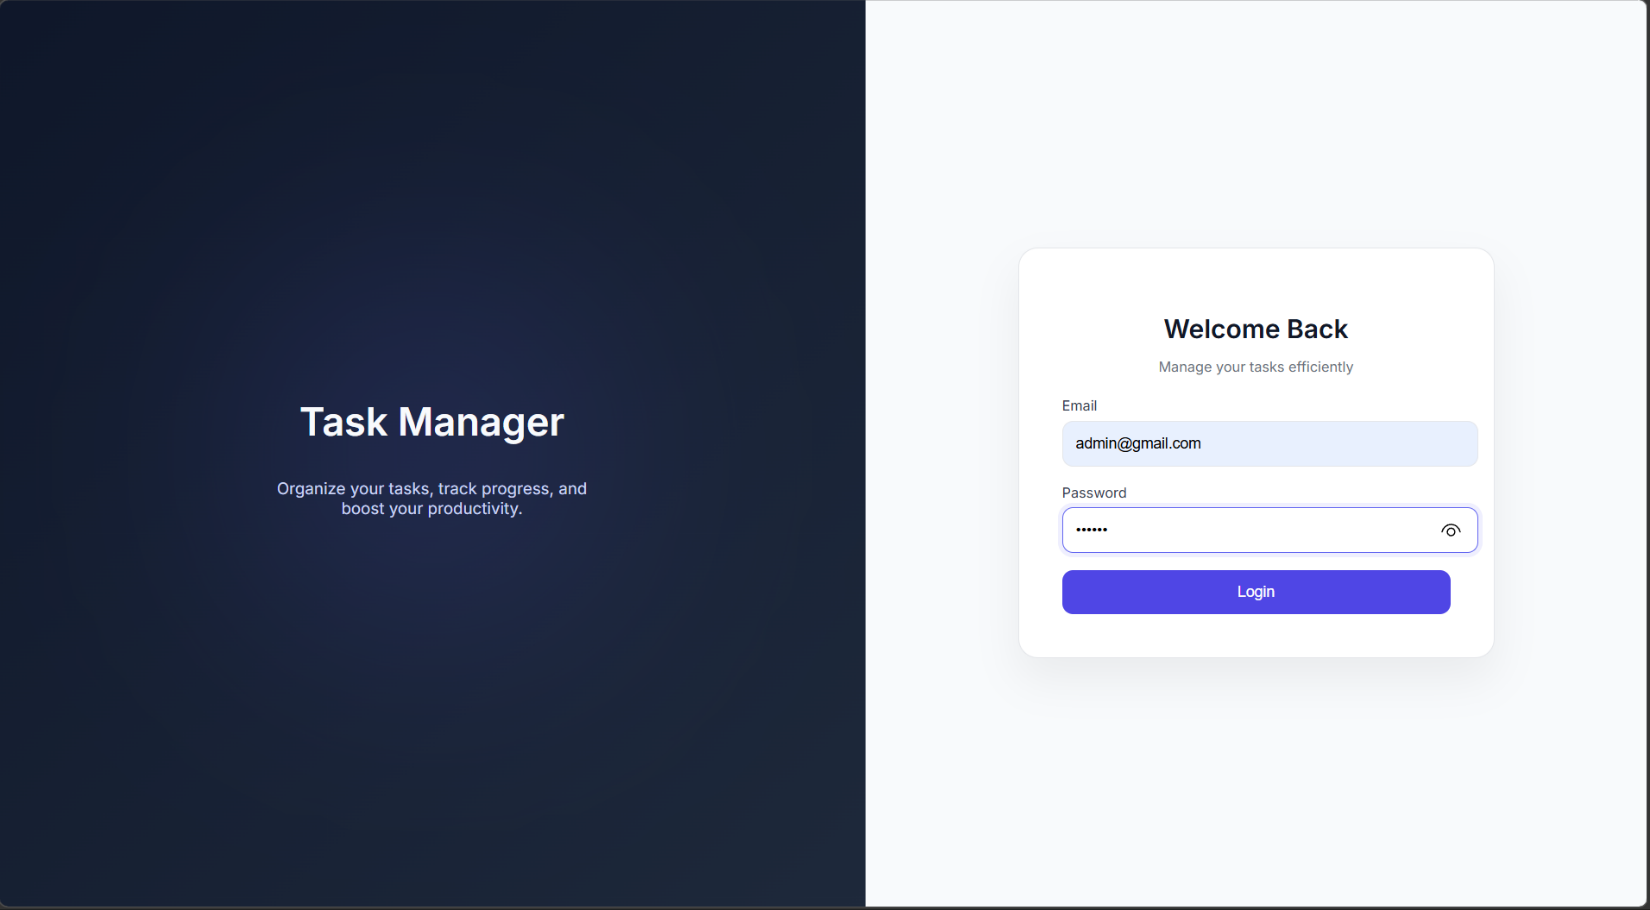 Task Manager
Organize your tasks, track progress, and
boost your productivity.
Welcome Back
Manage your tasks efficiently
Email
admin@gmail.com
Password
••••••
Login